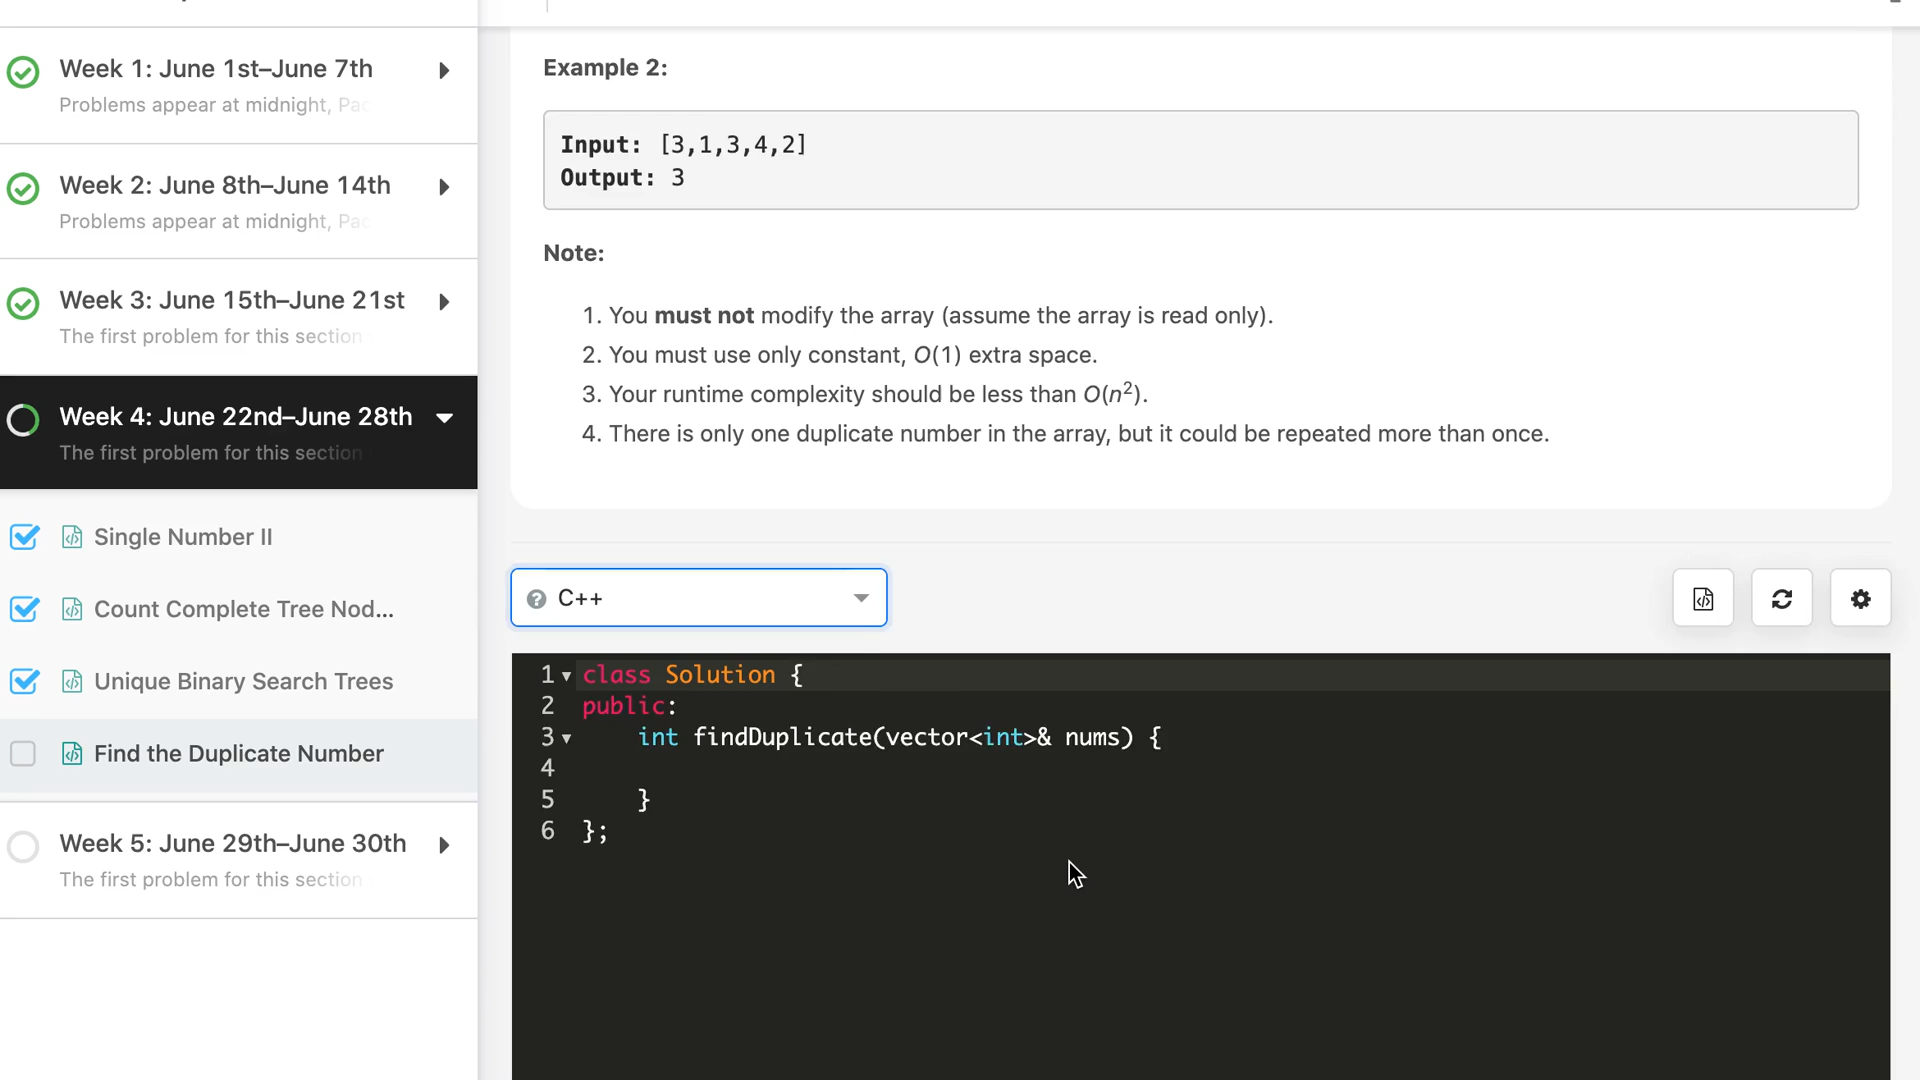 Week 1: June 1st–June 7th
Problems appear at midnight, Pac
Week 2: June 8th–June 14th
Problems appear at midnight, Pac
Week 3: June 15th–June 21st
The first problem for this section
Week 4: June 22nd–June 28th
The first problem for this section
Single Number II
Count Complete Tree Nod...
Unique Binary Search Trees
Find the Duplicate Number
Week 5: June 29th–June 30th
The first problem for this section
Example 2:
Input: [3,1,3,4,2]
Output: 3
Note:
1. You must not modify the array (assume the array is read only).
2. You must use only constant, O(1) extra space.
3. Your runtime complexity should be less than O(n²).
4. There is only one duplicate number in the array, but it could be repeated more than once.
C++
1 class Solution {
2 public:
3     int findDuplicate(vector<int>& nums) {
4
5     }
6 };